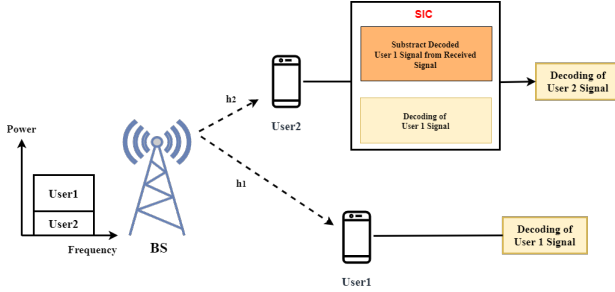 SIC
Substract Decoded
User 1 Signal from Received
Signal
Decoding of
User 1 Signal
Decoding of
User 2 Signal
h2
User2
Power
User1
User2
Frequency
BS
h1
User1
Decoding of
User 1 Signal